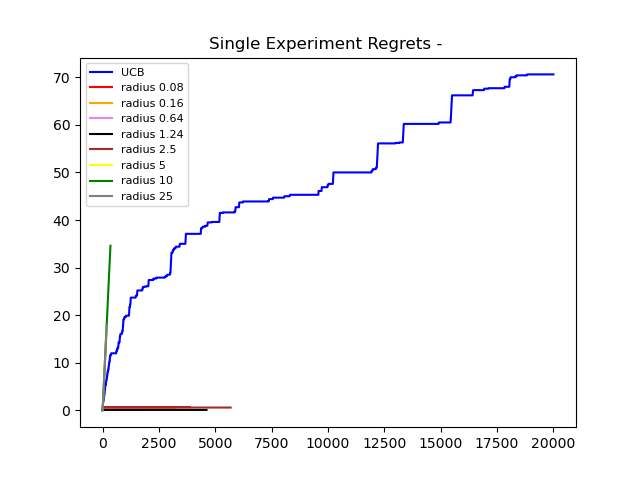 Single Experiment Regrets -
70
60
50
40
30
20
10
0
UCB
radius 0.08
radius 0.16
radius 0.64
radius 1.24
radius 2.5
radius 5
radius 10
radius 25
0 2500 5000 7500 10000 12500 15000 17500 20000